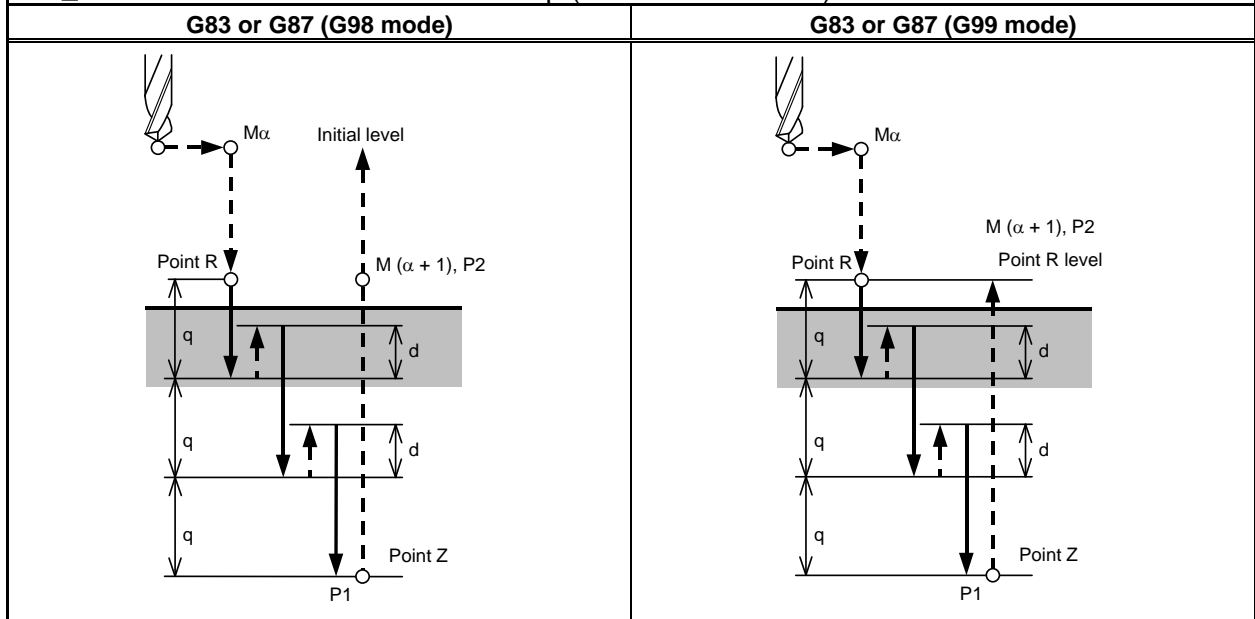 G83 or G87 (G98 mode)
G83 or G87 (G99 mode)
Mα
Initial level
Point R
M (α + 1), P2
q
d
q
d
q
Point Z
P1
Mα
M (α + 1), P2
Point R
Point R level
q
d
q
d
q
Point Z
P1